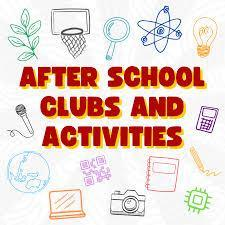 AFTER SCHOOL
CLUBS AND
ACTIVITIES